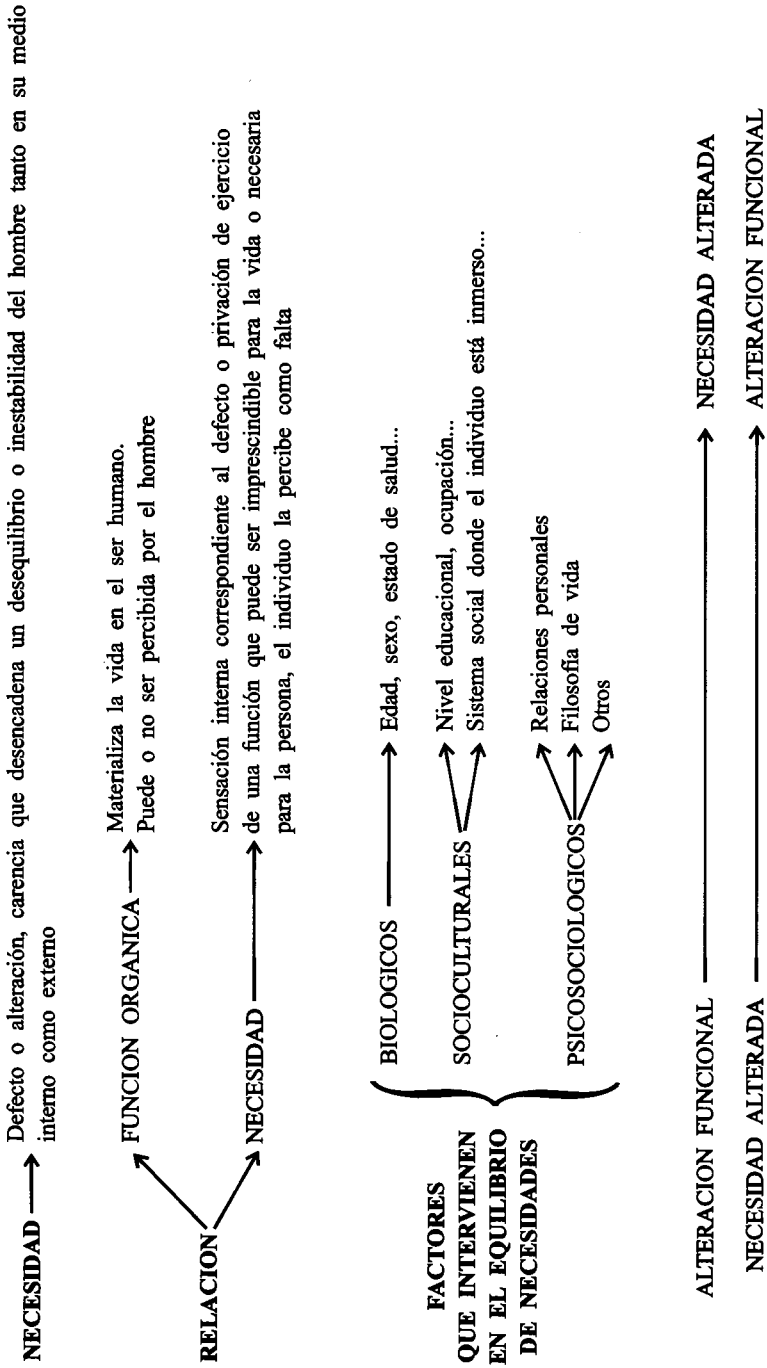 NECESIDAD → Defecto o alteración, carencia que desencadena un desequilibrio o inestabilidad del hombre tanto en su medio
interno como externo
RELACION
FUNCION ORGANICA
Materializa la vida en el ser humano.
Puede o no ser percibida por el hombre
NECESIDAD
Sensación interna correspondiente al defecto o privación de ejercicio
de una función que puede ser imprescindible para la vida o necesaria
para la persona, el individuo la percibe como falta
FACTORES
QUE INTERVIENEN
EN EL EQUILIBRIO
DE NECESIDADES
BIOLOGICOS
Edad, sexo, estado de salud...
SOCIOCULTURALES
Nivel educacional, ocupación...
Sistema social donde el individuo está inmerso...
PSICOSOCIOLOGICOS
Relaciones personales
Filosofía de vida
Otros
ALTERACION FUNCIONAL → NECESIDAD ALTERADA
NECESIDAD ALTERADA → ALTERACION FUNCIONAL